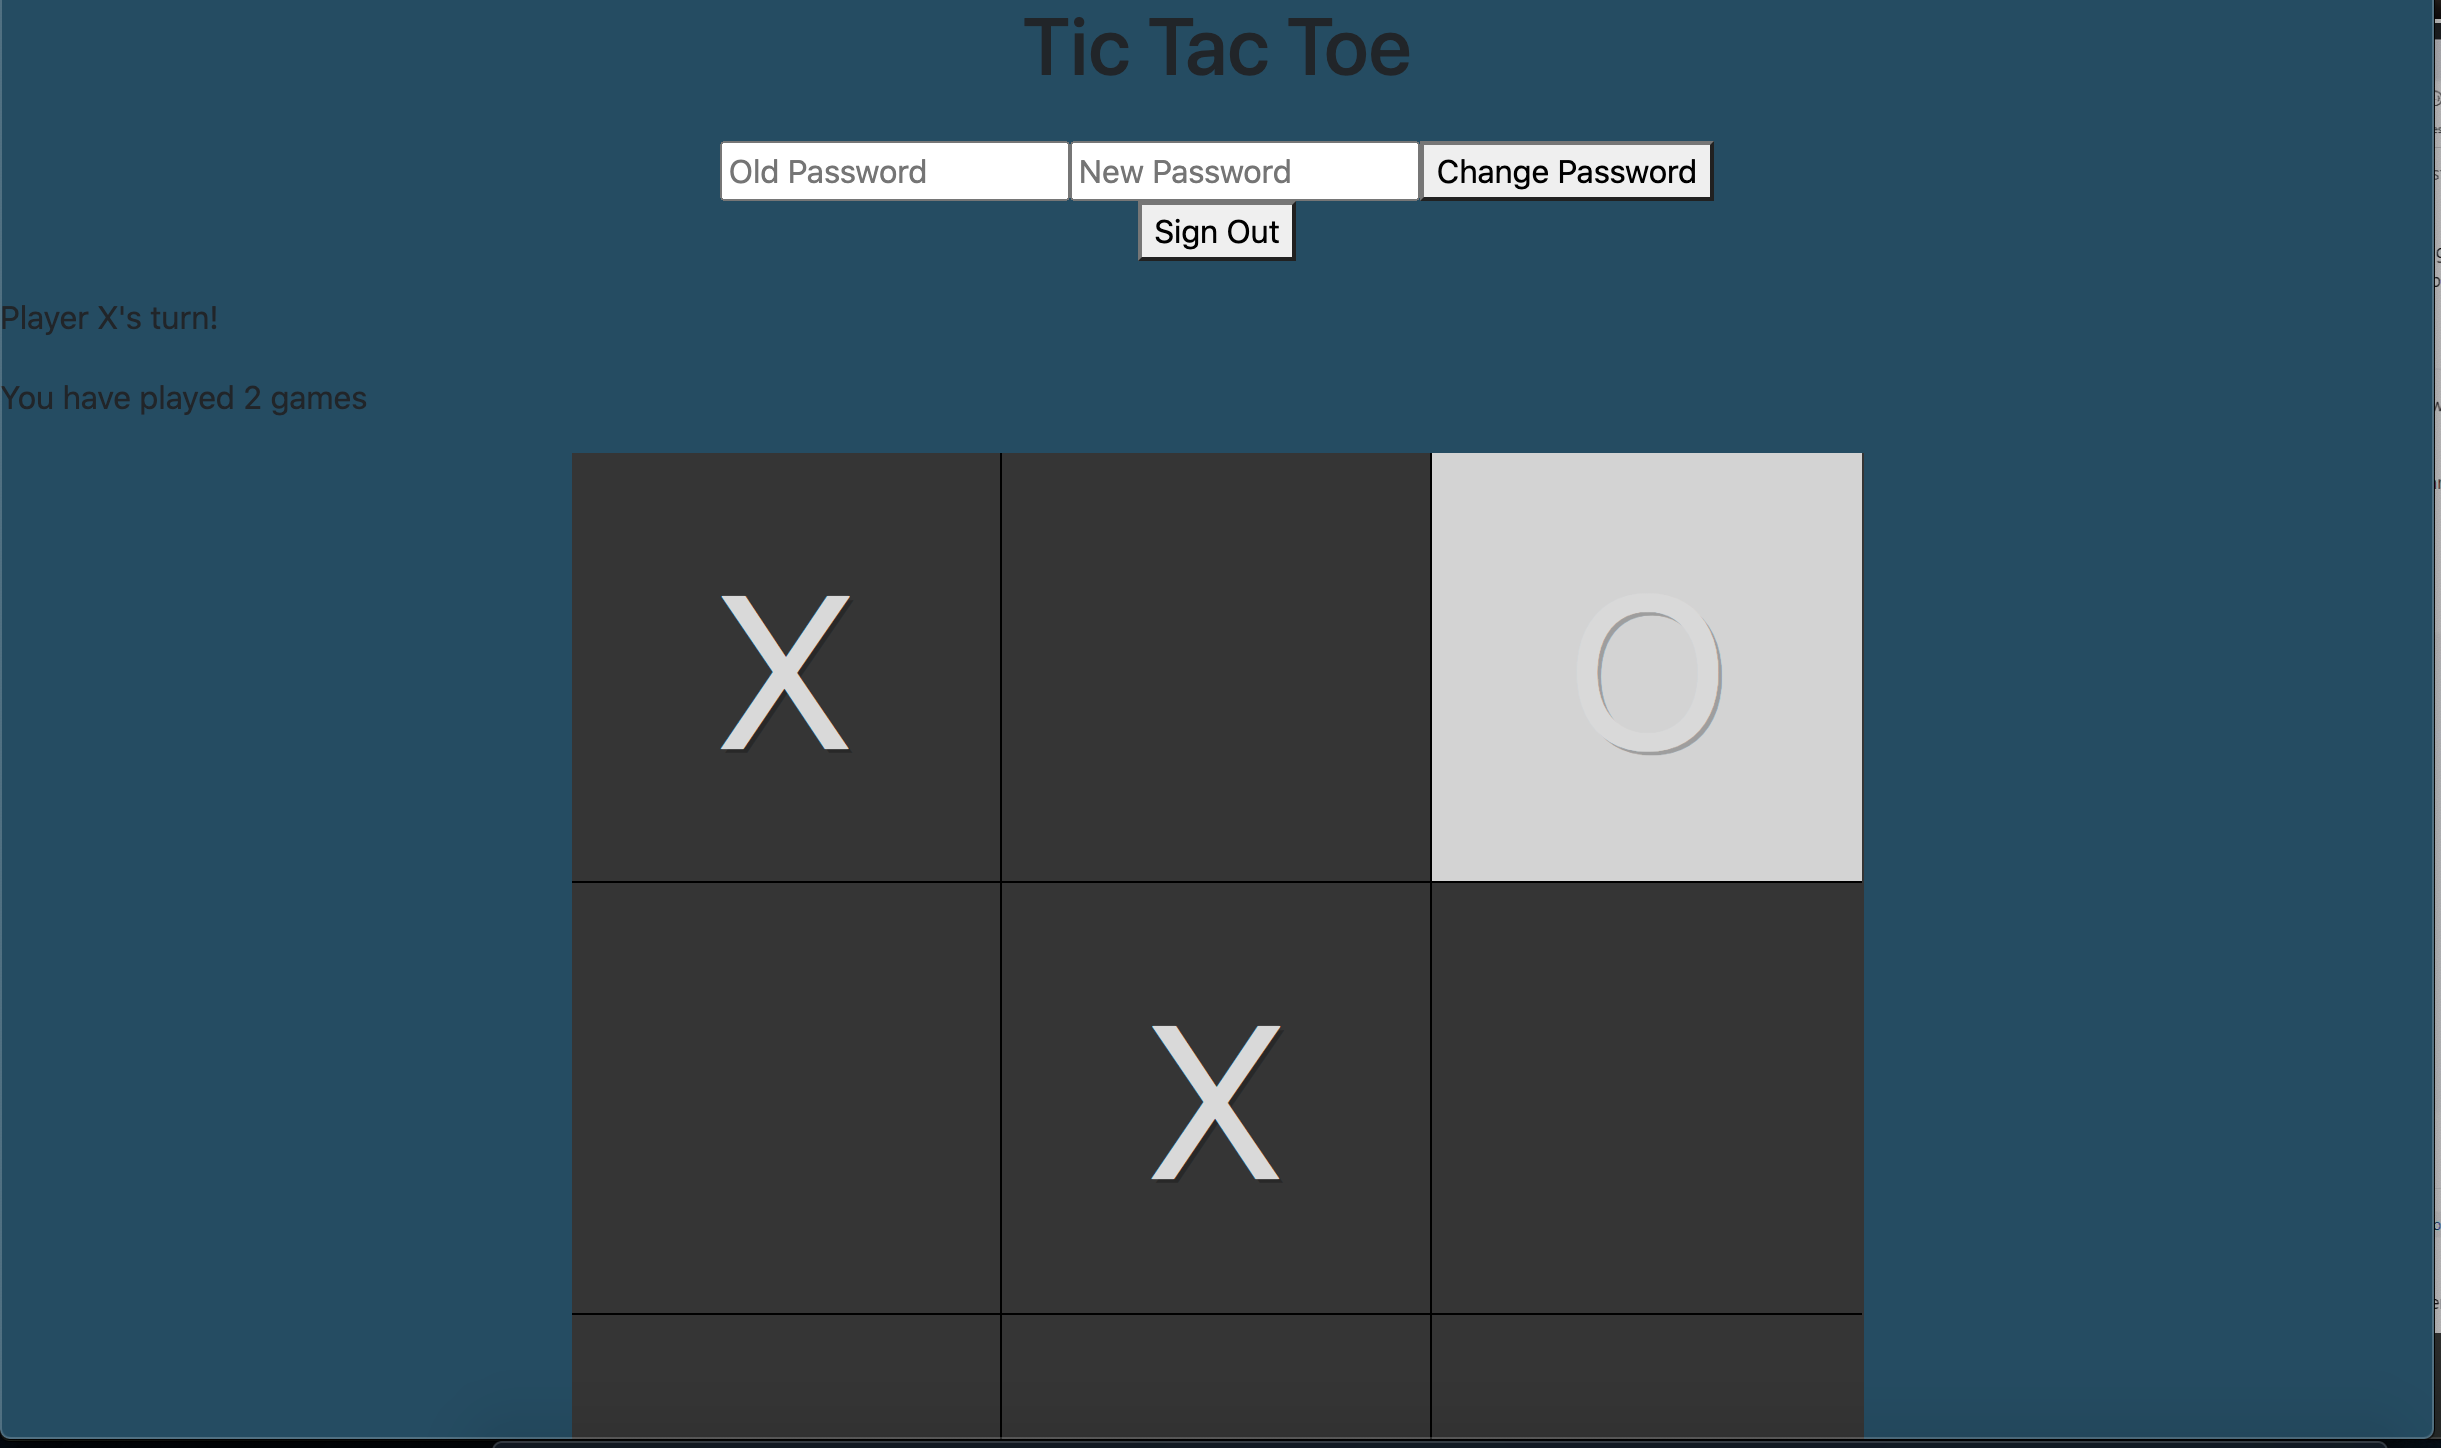 Tic Tac Toe
Old Password New Password Change Password
Sign Out
Player X's turn!
You have played 2 games
X O
X